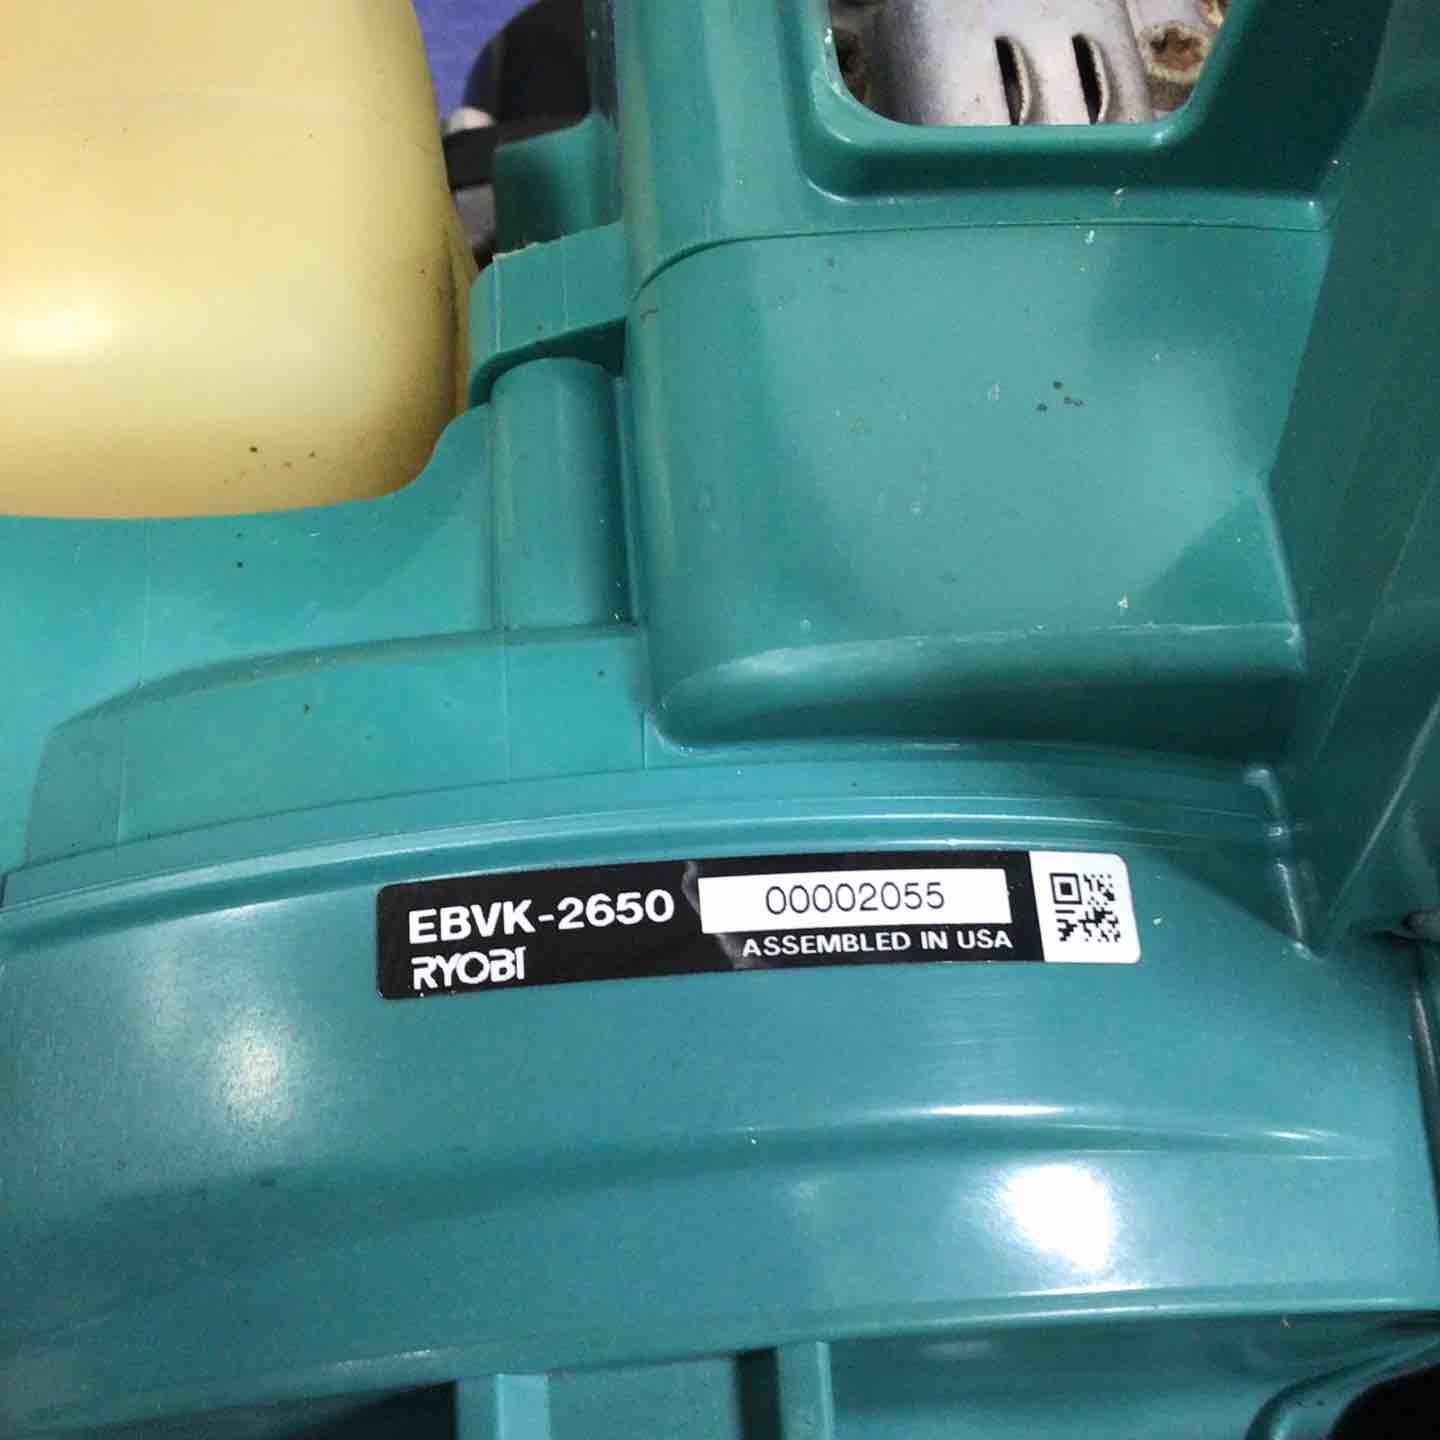 EBVK-2650 00002055
RYOBI ASSEMBLED IN USA